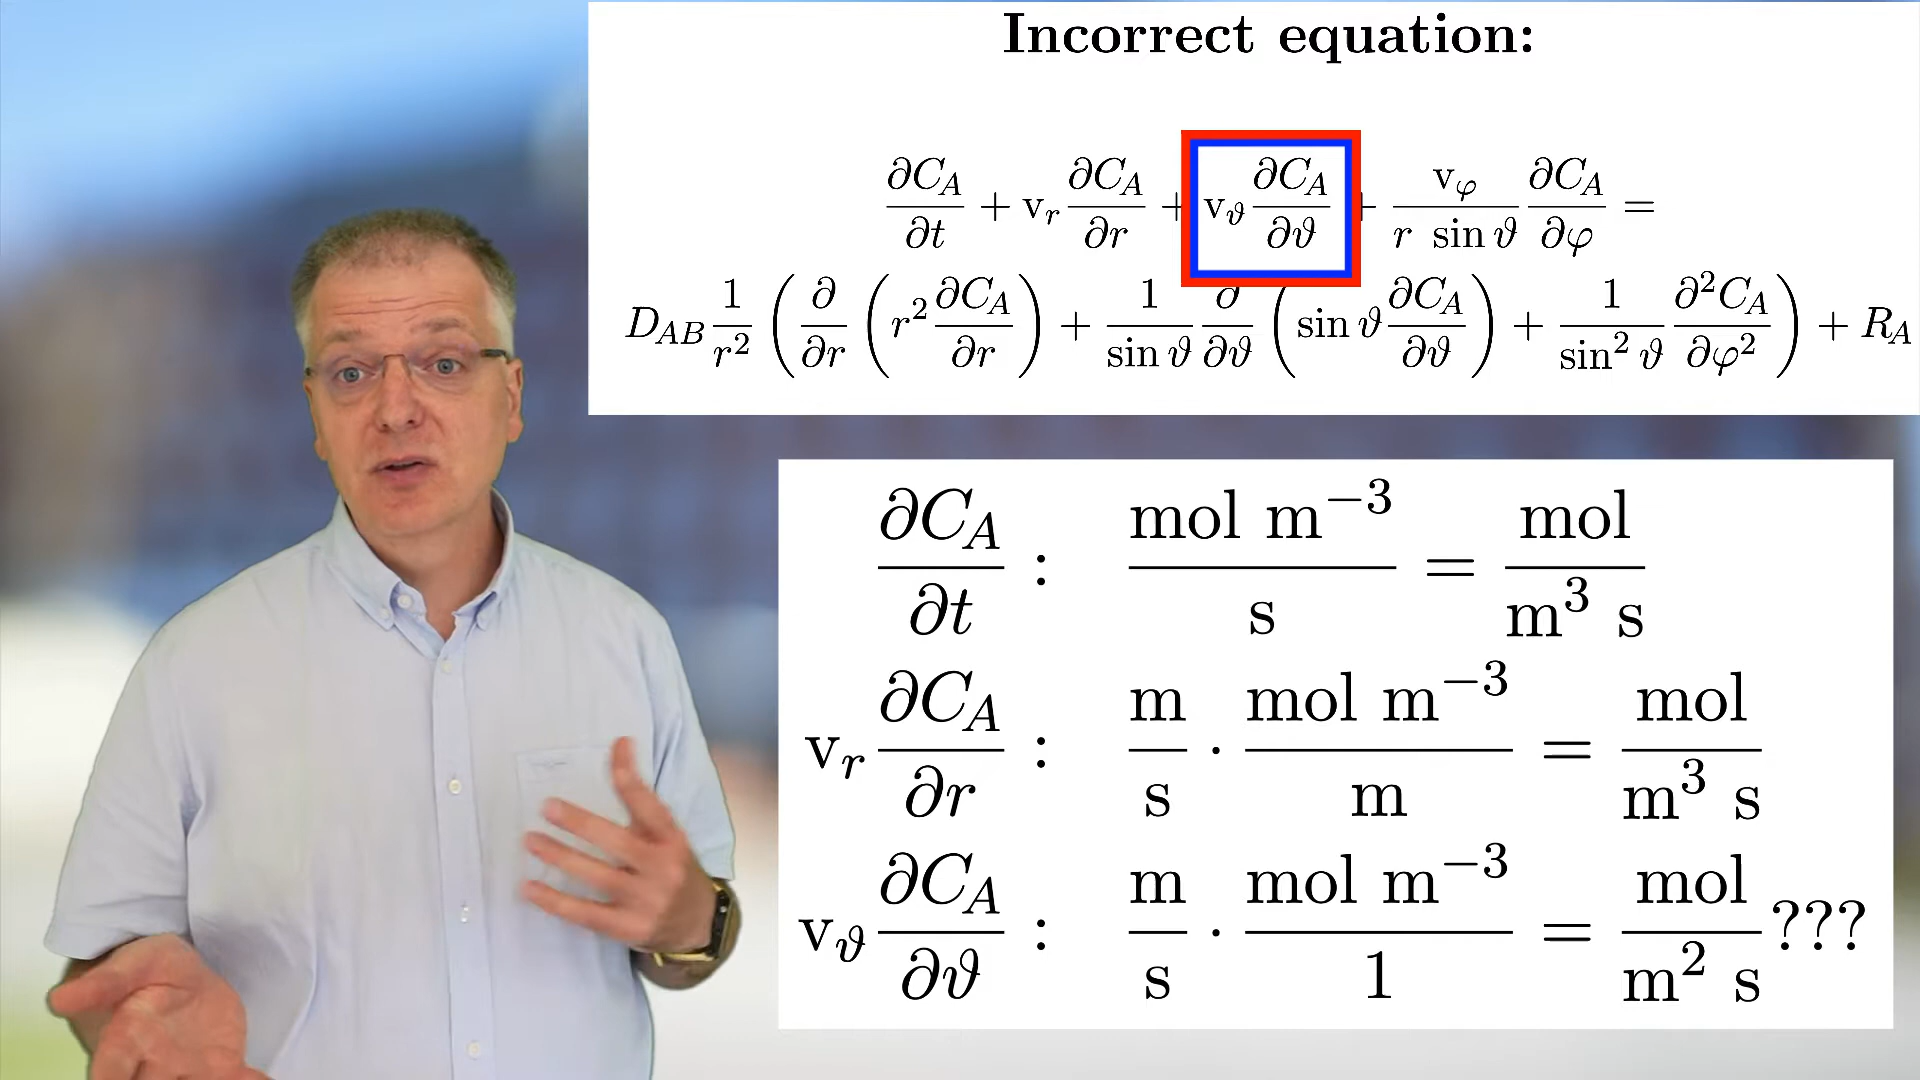 Incorrect equation:
∂C_A/∂t + v_r ∂C_A/∂r + v_ϑ ∂C_A/∂ϑ + v_φ/(r sin ϑ) ∂C_A/∂φ =
D_AB 1/r² ( ∂/∂r ( r² ∂C_A/∂r ) + 1/(sin ϑ) ∂/∂ϑ ( sin ϑ ∂C_A/∂ϑ ) + 1/(sin² ϑ) ∂²C_A/∂φ² ) + R_A
∂C_A/∂t : mol m⁻³/s = mol/(m³ s)
v_r ∂C_A/∂r : m/s · mol m⁻³/m = mol/(m³ s)
v_ϑ ∂C_A/∂ϑ : m/s · mol m⁻³/1 = mol/(m² s) ???